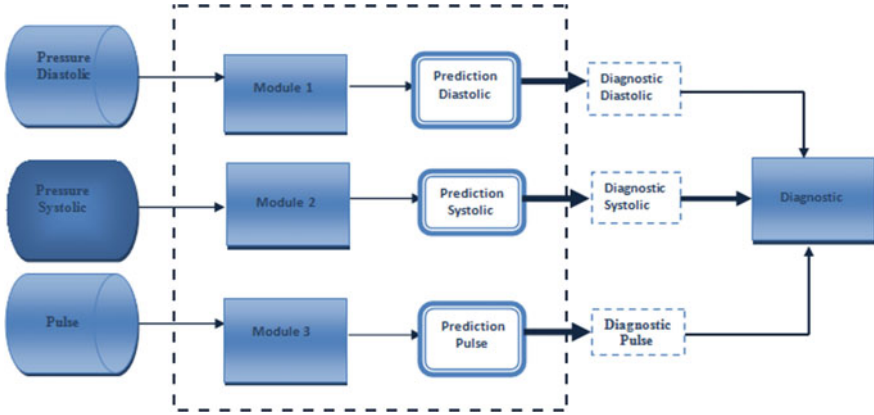 Pressure
Diastolic
Module 1
Prediction
Diastolic
Diagnostic
Diastolic
Pressure
Systolic
Module 2
Prediction
Systolic
Diagnostic
Systolic
Diagnostic
Pulse
Module 3
Prediction
Pulse
Diagnostic
Pulse